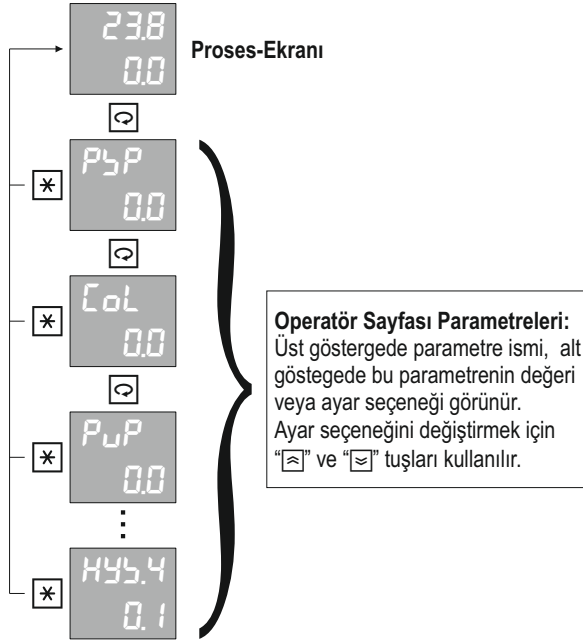 23.8
0.0
Proses-Ekranı
PSP
0.0
CoL
0.0
Operatör Sayfası Parametreleri:
Üst göstergede parametre ismi, alt
göstegede bu parametrenin değeri
veya ayar seçeneği görünür.
Ayar seçeneğini değiştirmek için
“” ve “” tuşları kullanılır.
PuP
0.0
HYS.4
0.1